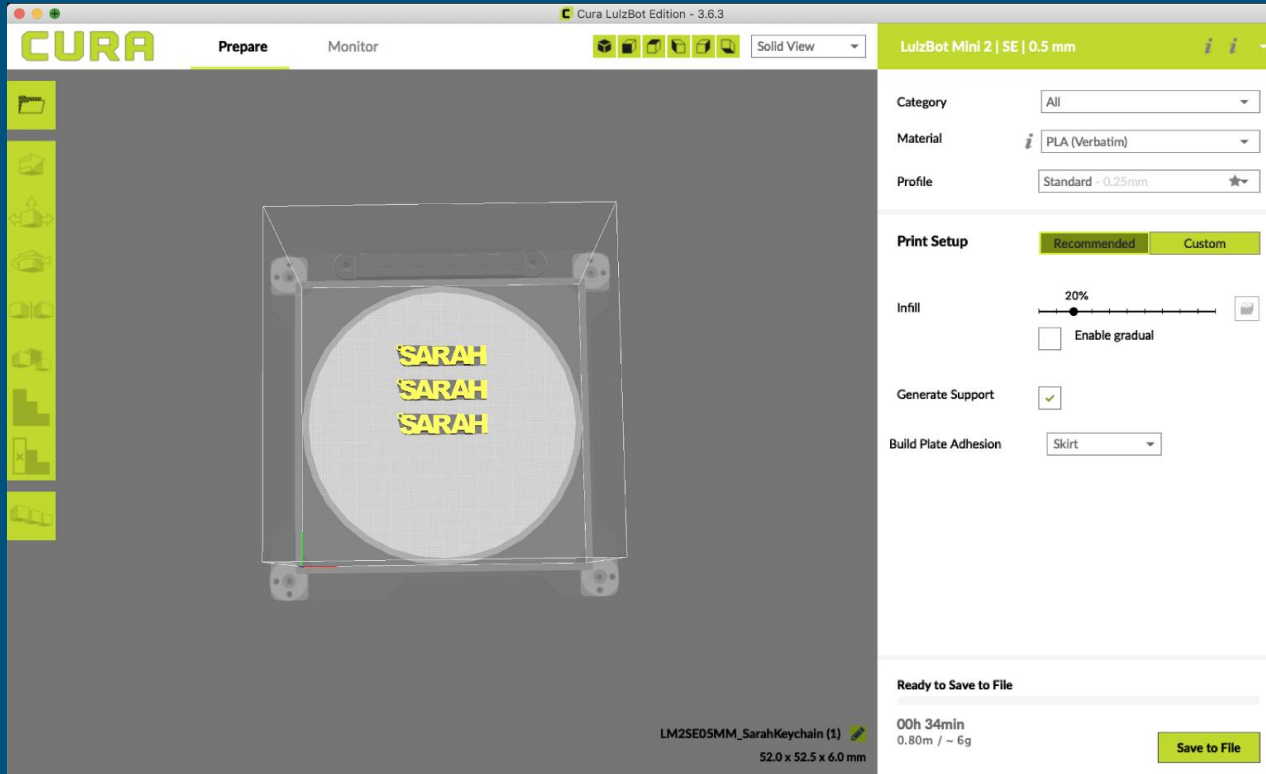 Cura LulzBot Edition - 3.6.3
CURA
Prepare
Monitor
Solid View
LulzBot Mini 2 | SE | 0.5 mm
Category
All
Material
PLA (Verbatim)
Profile
Standard - 0.25mm
Print Setup
Recommended
Custom
Infill
20%
Enable gradual
Generate Support
Build Plate Adhesion
Skirt
SARAH
SARAH
SARAH
LM2SE05MM_SarahKeychain (1)
52.0 x 52.5 x 6.0 mm
Ready to Save to File
00h 34min
0.80m / ~ 6g
Save to File